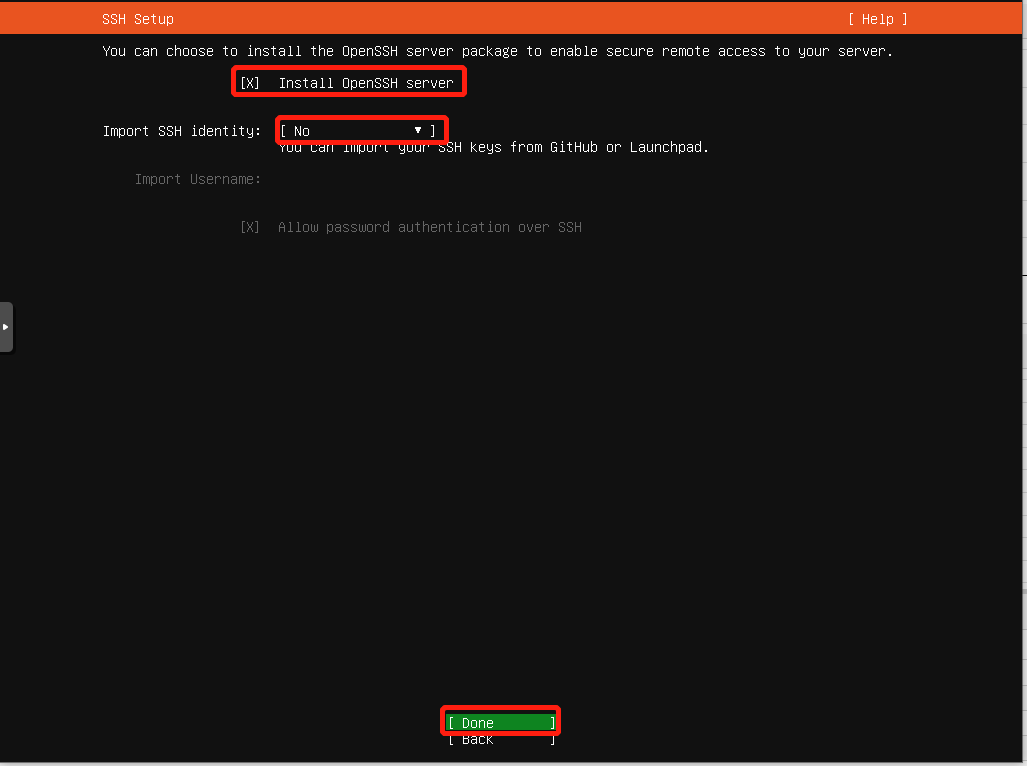 SSH Setup [ Help ]
You can choose to install the OpenSSH server package to enable secure remote access to your server.
[X] Install OpenSSH server
Import SSH identity: [ No ▼ ]
You can import your SSH keys from GitHub or Launchpad.
Import Username:
[X] Allow password authentication over SSH
[ Done ]
[ Back ]